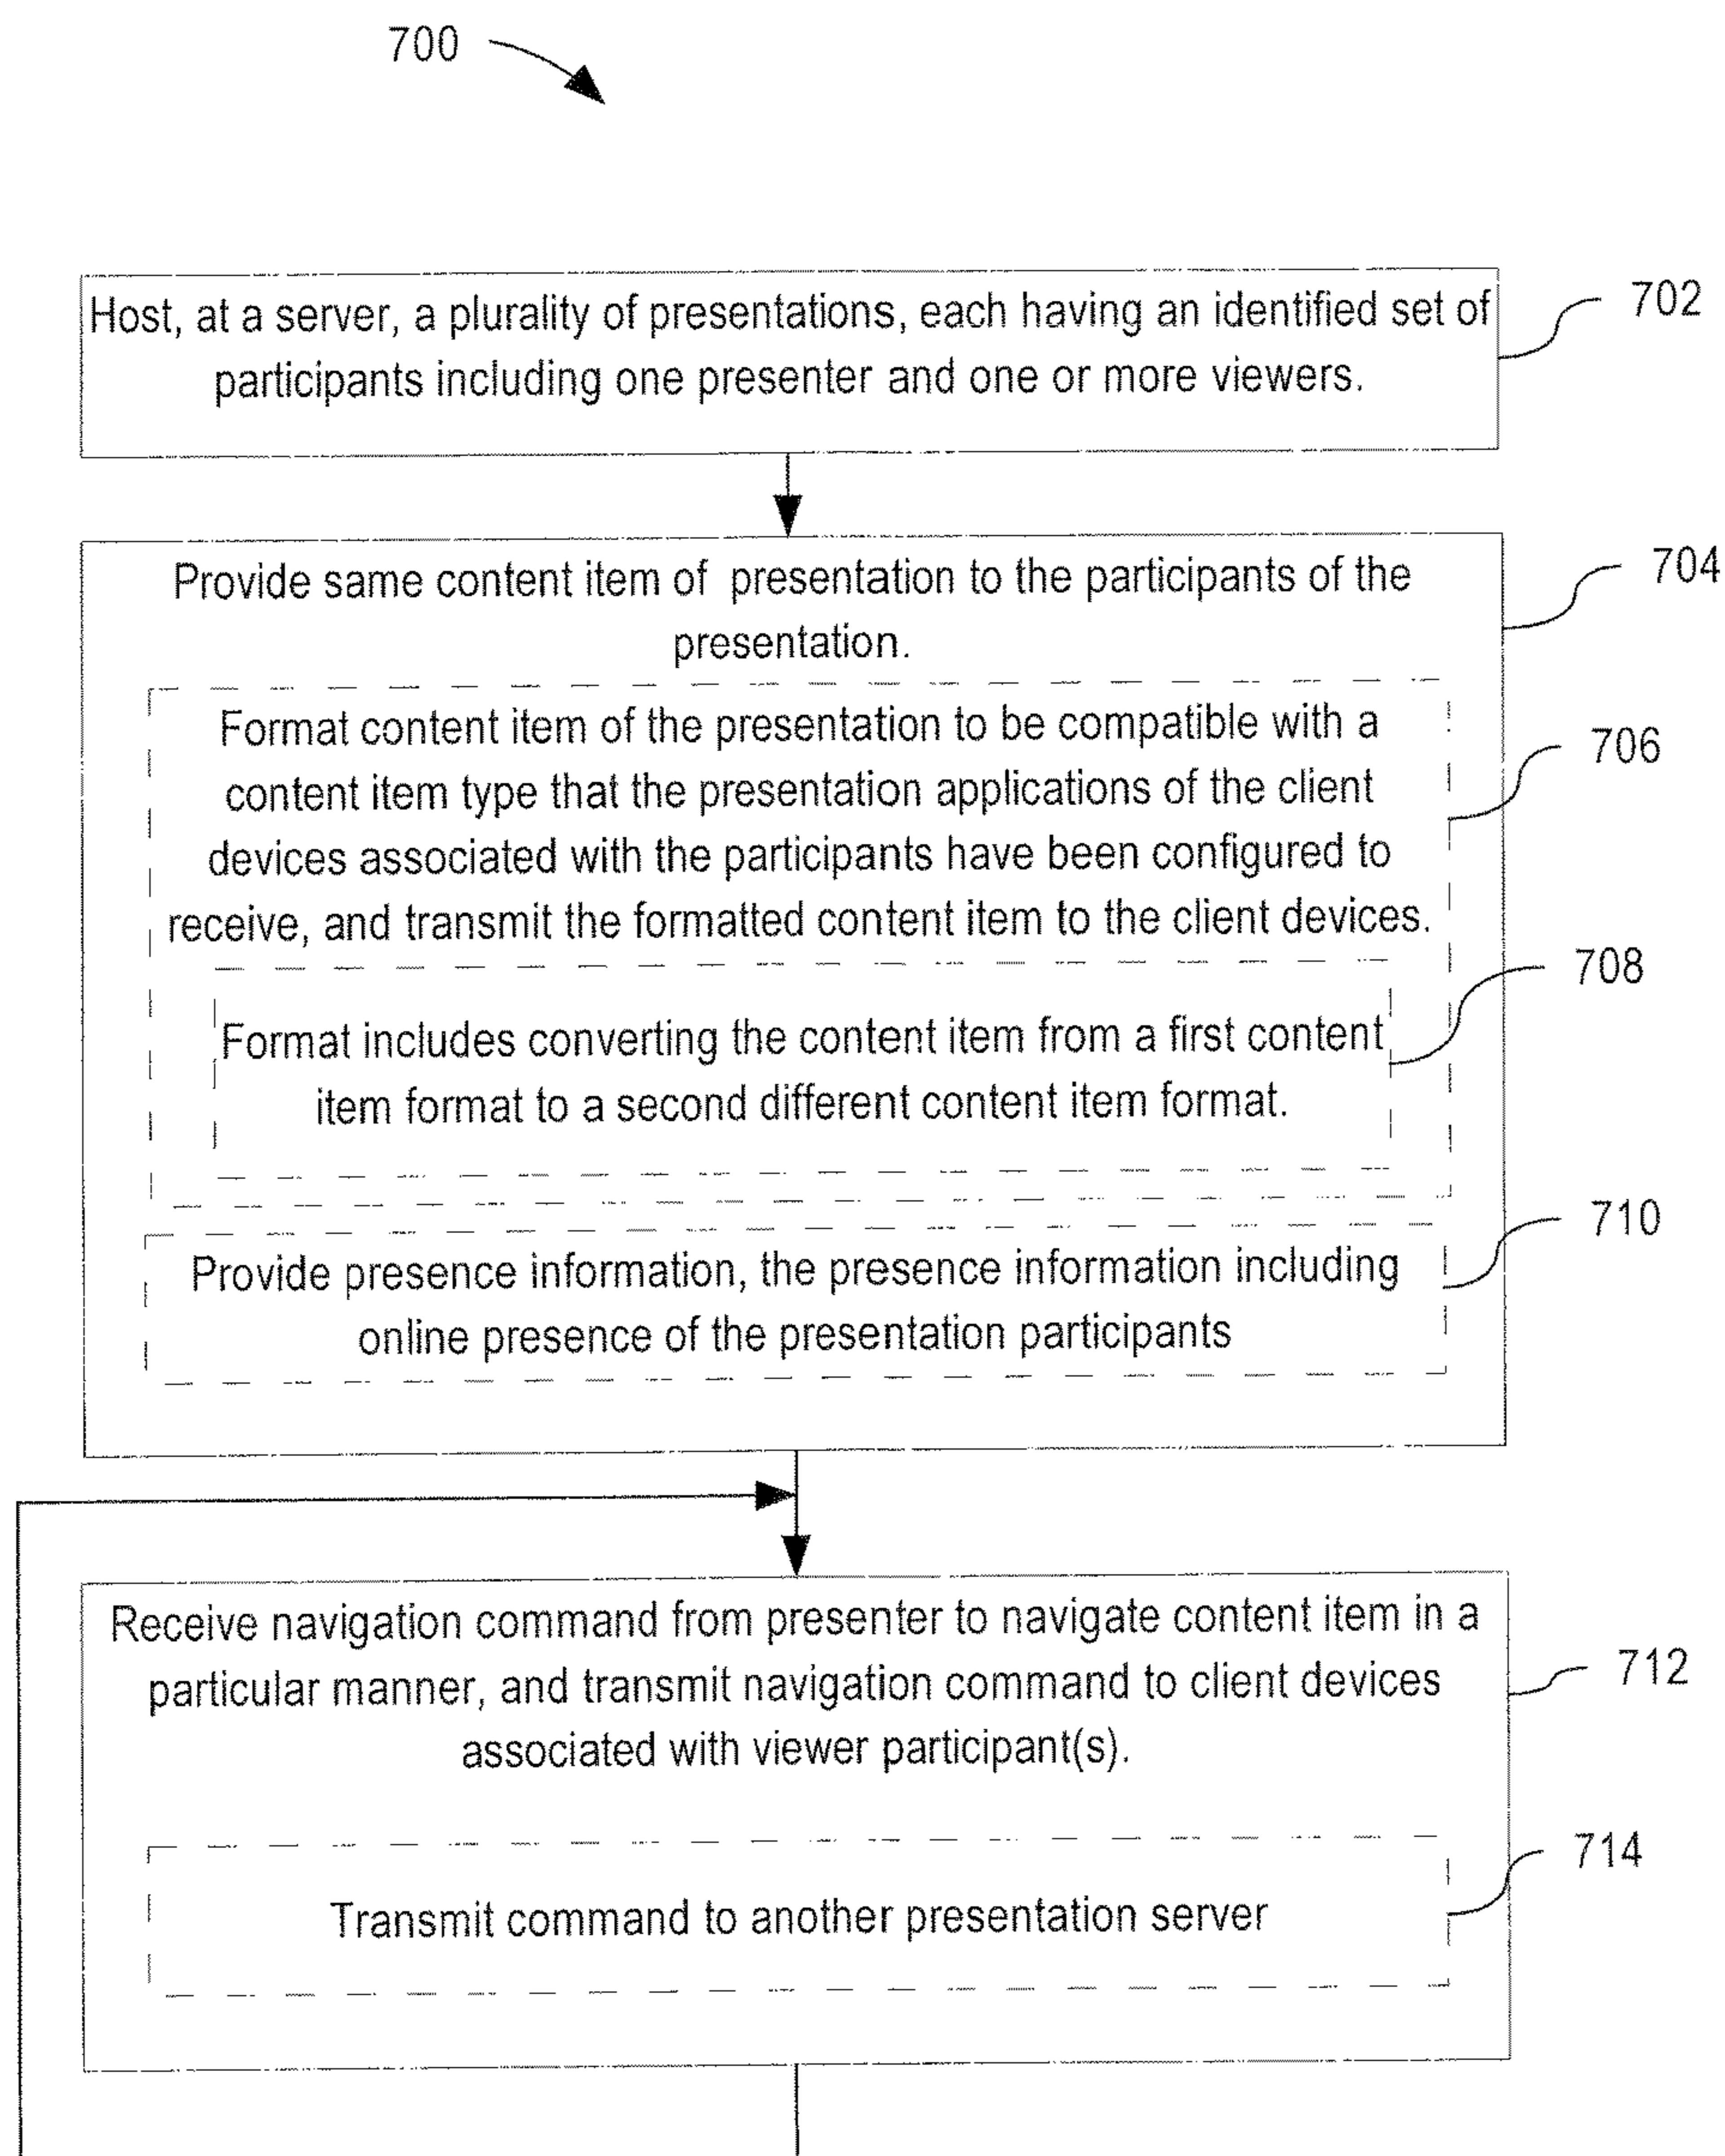 700
Host, at a server, a plurality of presentations, each having an identified set of
participants including one presenter and one or more viewers.
702
Provide same content item of presentation to the participants of the
presentation.
704
Format content item of the presentation to be compatible with a
content item type that the presentation applications of the client
devices associated with the participants have been configured to
receive, and transmit the formatted content item to the client devices.
706
Format includes converting the content item from a first content
item format to a second different content item format.
708
Provide presence information, the presence information including
online presence of the presentation participants
710
Receive navigation command from presenter to navigate content item in a
particular manner, and transmit navigation command to client devices
associated with viewer participant(s).
712
Transmit command to another presentation server
714